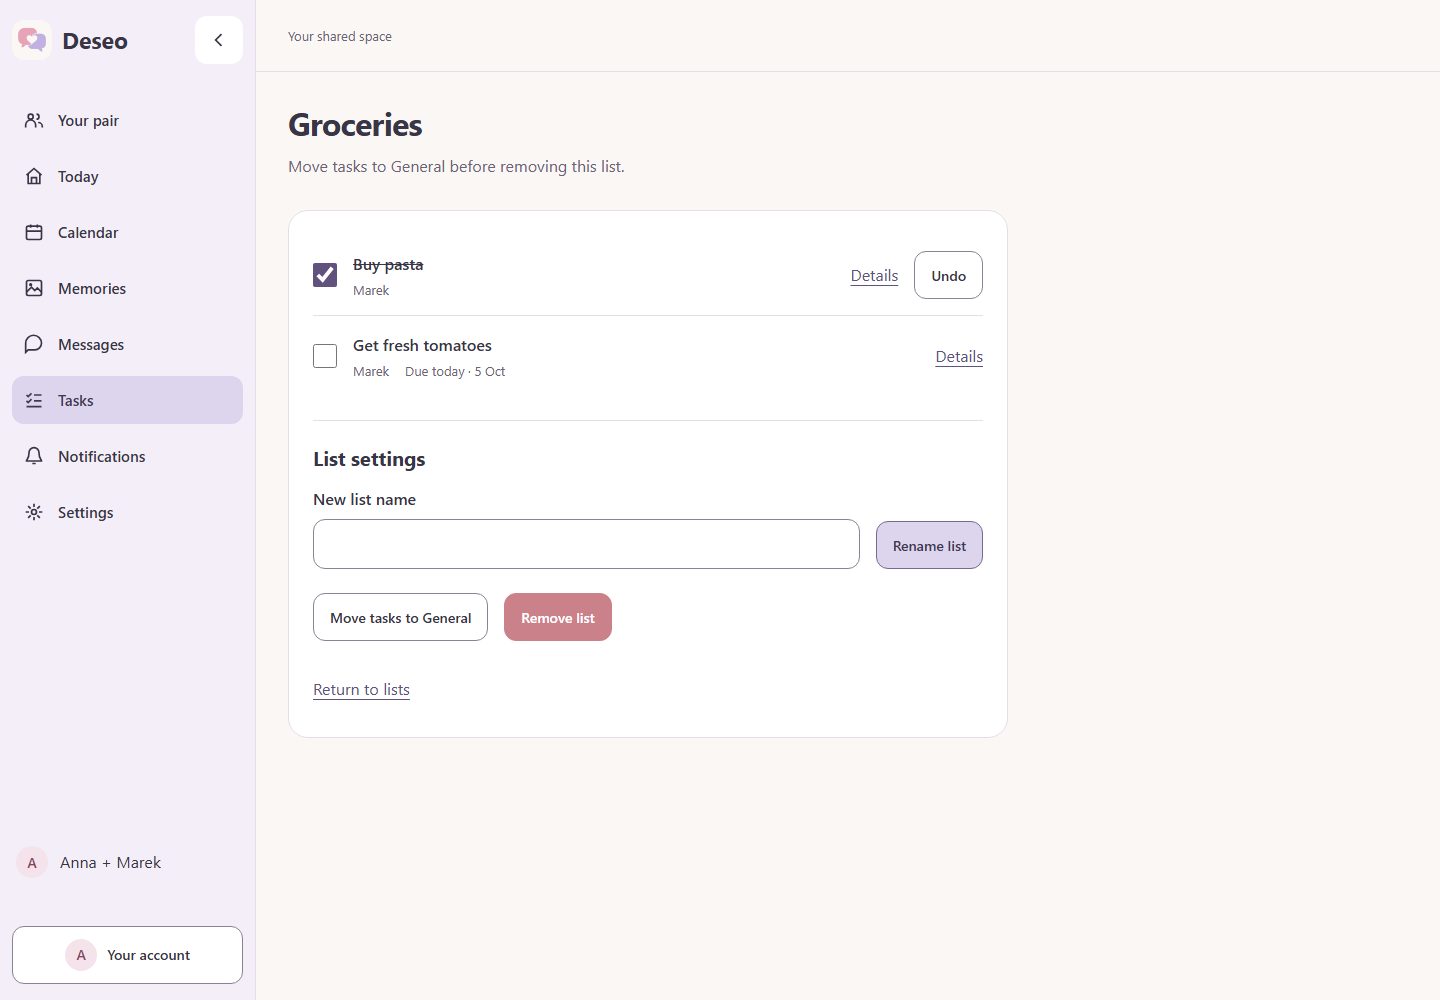 Deseo
Your pair
Today
Calendar
Memories
Messages
Tasks
Notifications
Settings
A
Anna + Marek
A
Your account
Your shared space
Groceries
Move tasks to General before removing this list.
Buy pasta
Marek
Details
Undo
Get fresh tomatoes
Marek Due today · 5 Oct
Details
List settings
New list name
Rename list
Move tasks to General
Remove list
Return to lists